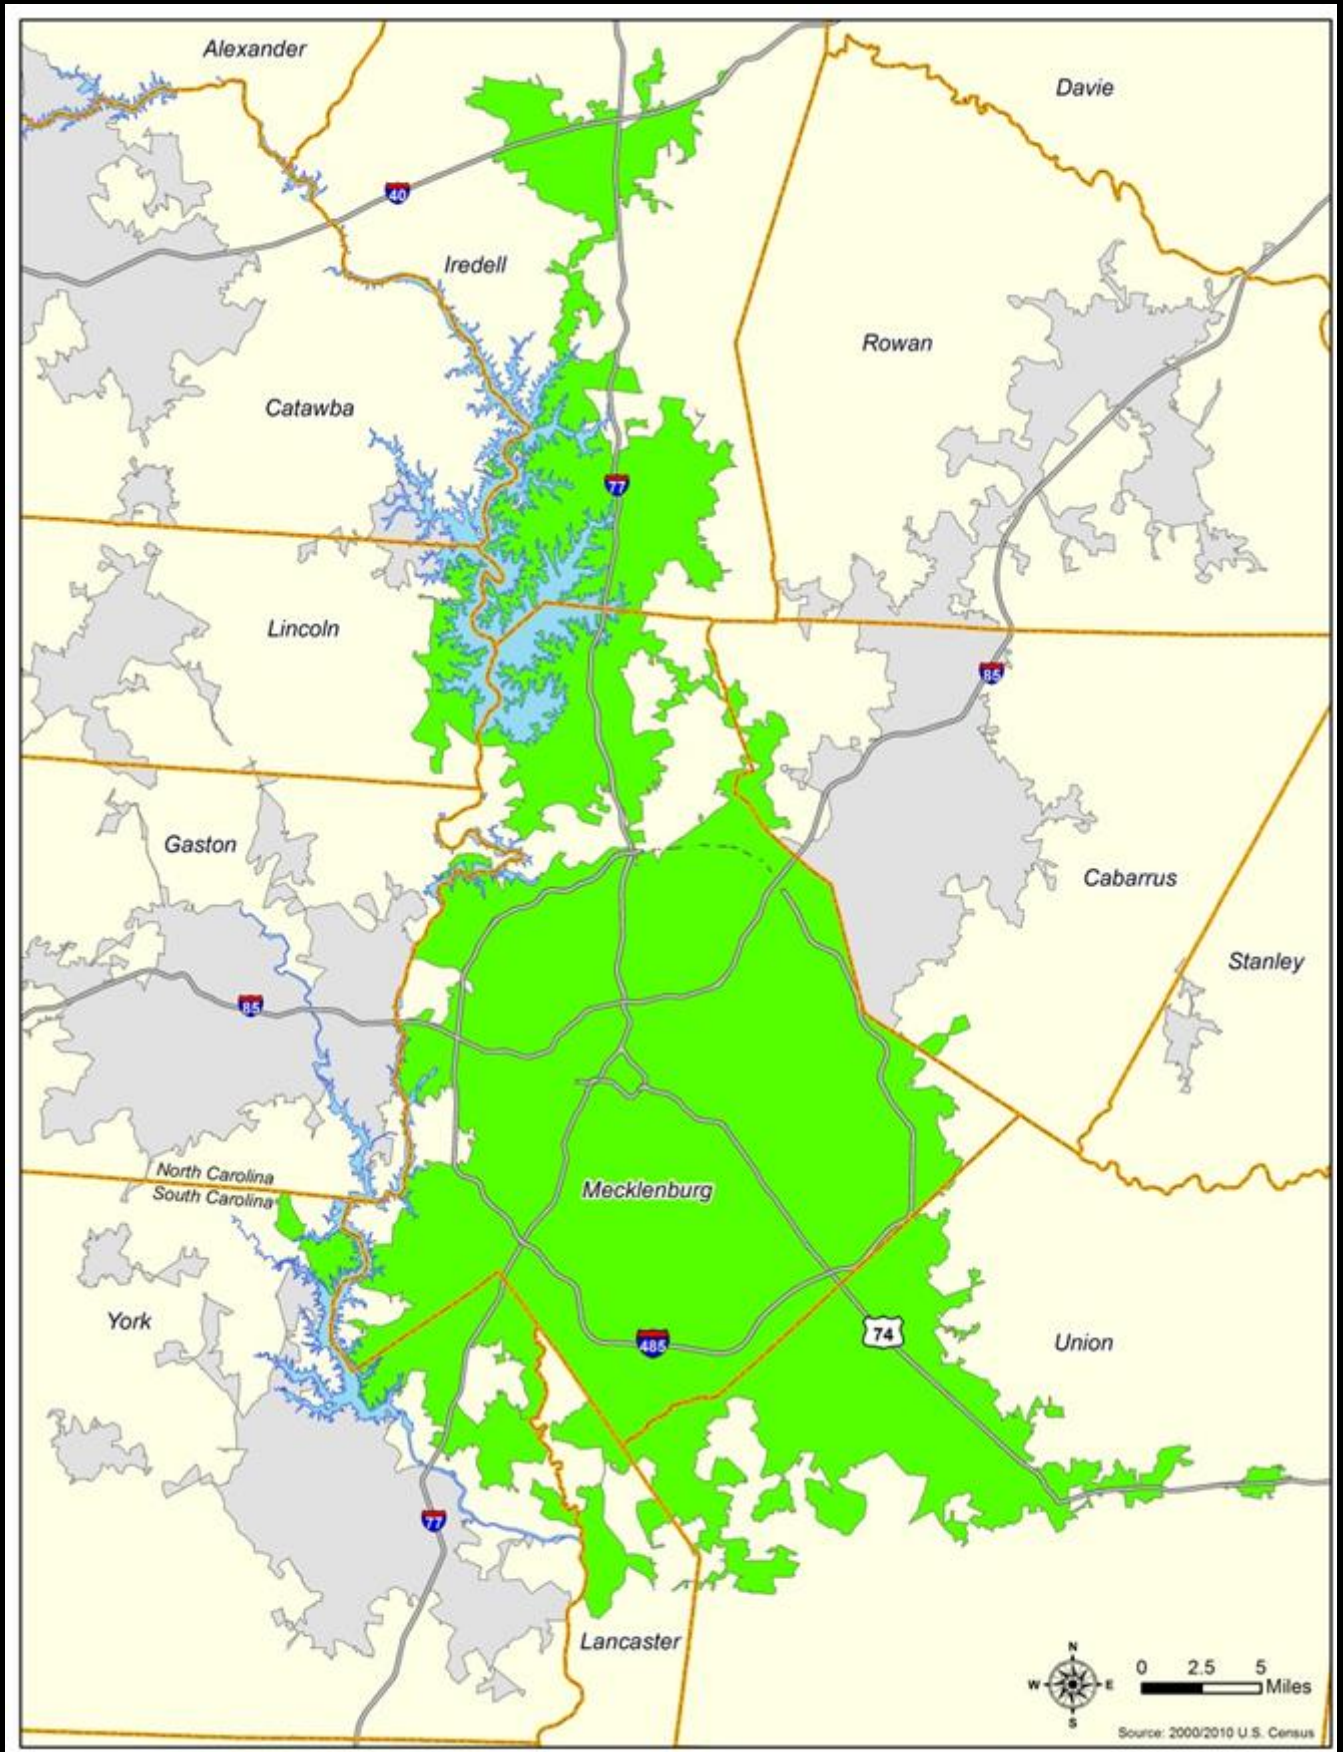 Alexander
Davie
40
Iredell
Rowan
Catawba
77
Lincoln
85
Gaston
Cabarrus
Stanley
85
North Carolina
South Carolina
Mecklenburg
York
74
485
Union
77
Lancaster
N
W E
S
0 2.5 5
Miles
Source: 2000/2010 U.S. Census